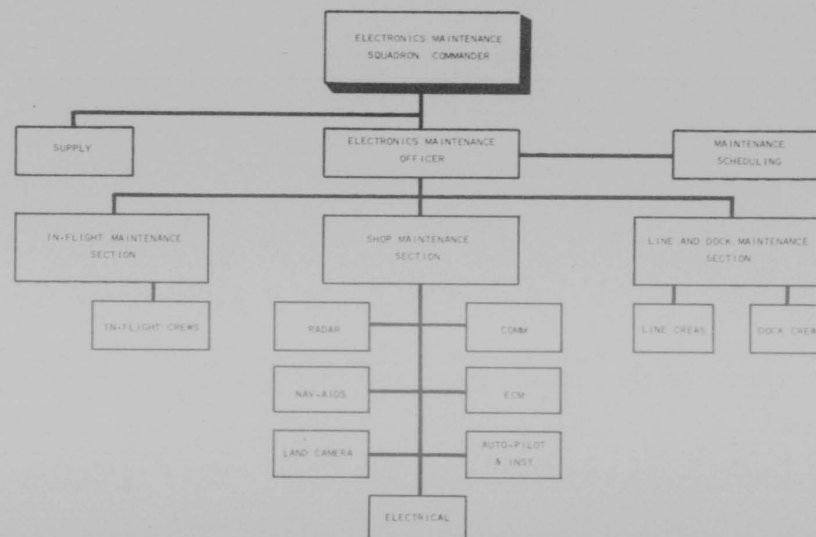 ELECTRONICS MAINTENANCE
SQUADRON COMMANDER
SUPPLY
ELECTRONICS MAINTENANCE
OFFICER
MAINTENANCE
SCHEDULING
IN-FLIGHT MAINTENANCE
SECTION
SHOP MAINTENANCE
SECTION
LINE AND DOCK MAINTENANCE
SECTION
IN-FLIGHT CREWS
RADAR
COMM
LINE CREWS
DOCK CREW
NAV-AIDS
ECM
LAND CAMERA
AUTO-PILOT
& INST
ELECTRICAL